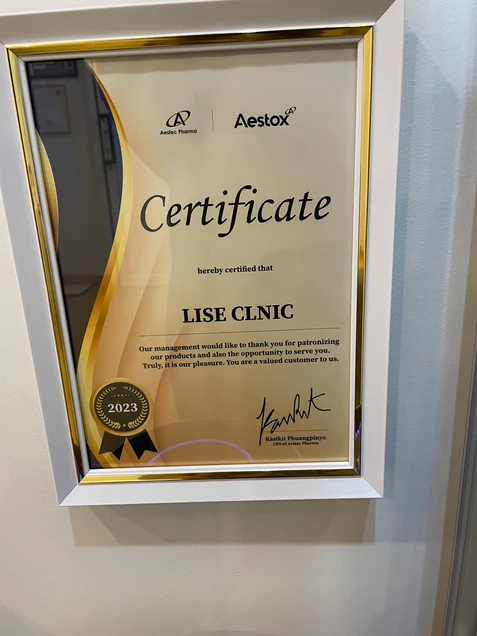 Aestec Pharma
Aestox
Certificate
hereby certified that
LISE CLNIC
Our management would like to thank you for patronizing
our products and also the opportunity to serve you.
Truly, it is our pleasure. You are a valued customer to us.
2023
Kasikit Phuangpinyo
CEO of Aestec Pharma